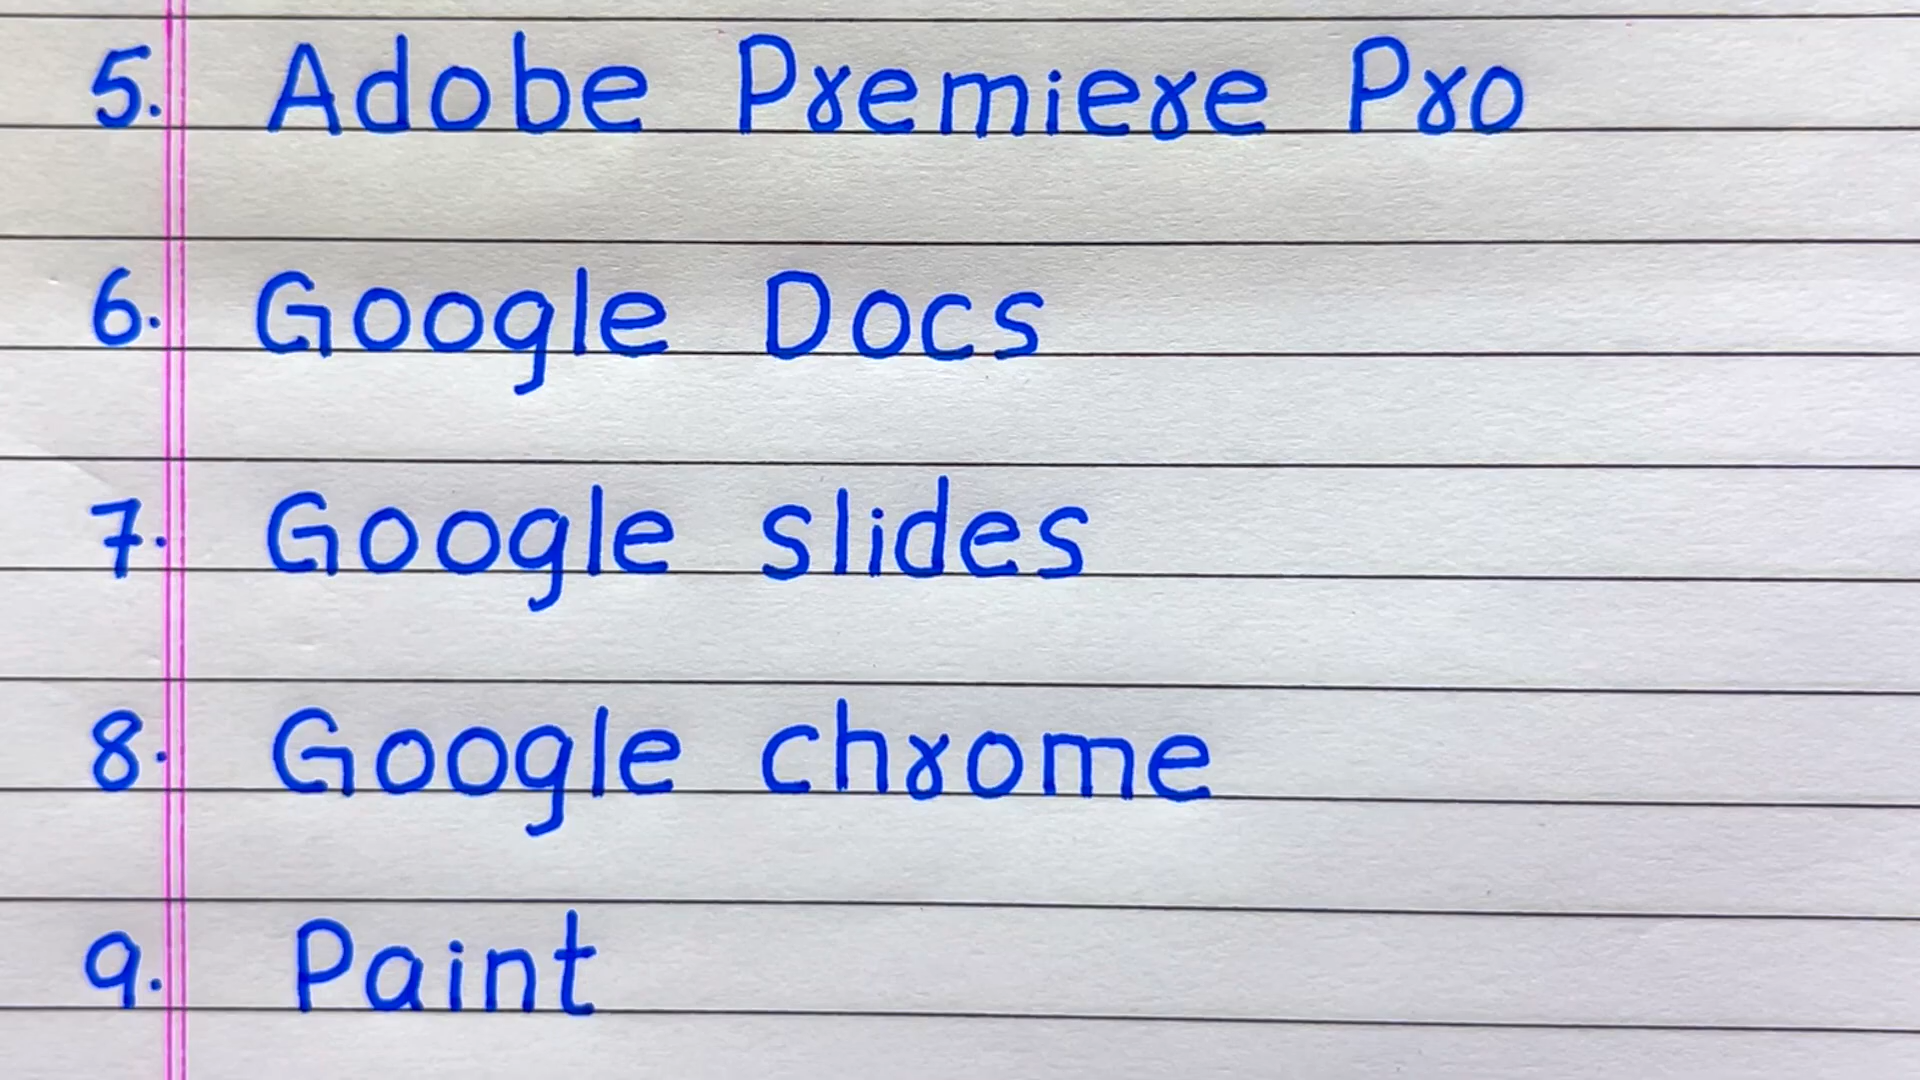 5. Adobe Premiere Pro
6. Google Docs
7. Google slides
8. Google chrome
9. Paint